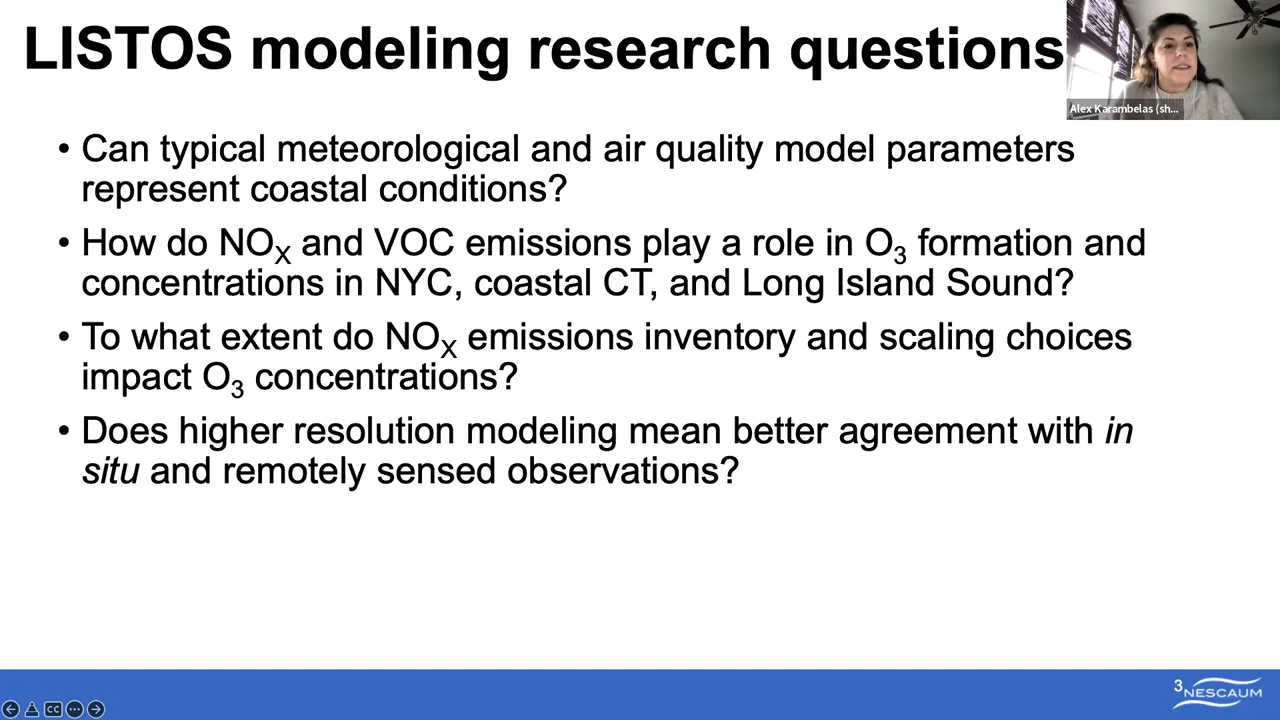 LISTOS modeling research questions
Alex Karambelas (sh...
• Can typical meteorological and air quality model parameters
represent coastal conditions?
• How do NOX and VOC emissions play a role in O3 formation and
concentrations in NYC, coastal CT, and Long Island Sound?
• To what extent do NOX emissions inventory and scaling choices
impact O3 concentrations?
• Does higher resolution modeling mean better agreement with in
situ and remotely sensed observations?
3
NESCAUM
CC